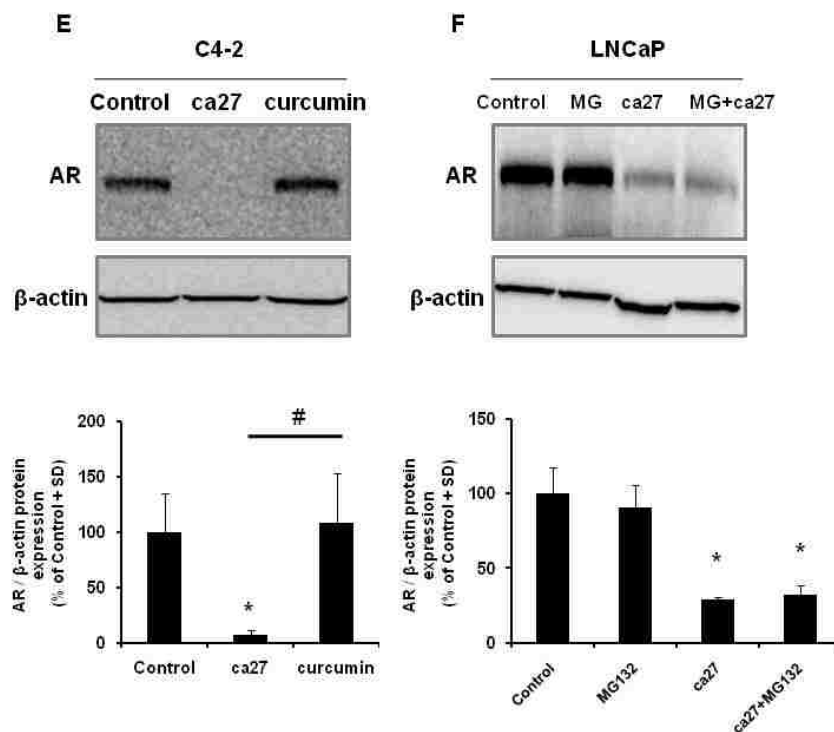 E
C4-2
Control ca27 curcumin
AR
β-actin
200
150
100
50
0
AR / β-actin protein
expression
(% of Control + SD)
#
*
Control ca27 curcumin
F
LNCaP
Control MG ca27 MG+ca27
AR
β-actin
150
100
50
0
AR / β-actin protein
expression
(% of Control + SD)
* *
Control MG132 ca27 ca27+MG132